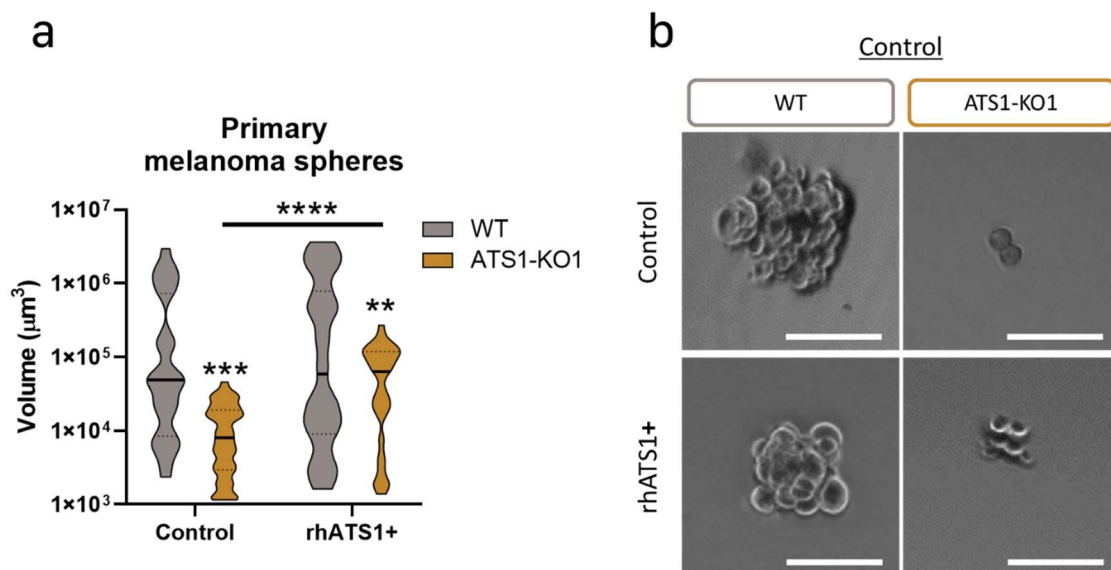 a
Primary
melanoma spheres
Volume (μm³)
1×10⁷
1×10⁶
1×10⁵
1×10⁴
1×10³
****
***
**
WT
ATS1-KO1
Control
rhATS1+
b
Control
WT
ATS1-KO1
Control
rhATS1+